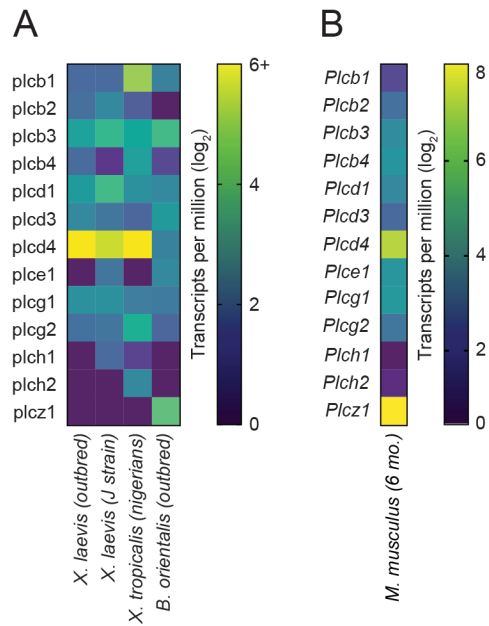 A
plcb1
plcb2
plcb3
plcb4
plcd1
plcd3
plcd4
plce1
plcg1
plcg2
plch1
plch2
plcz1
X. laevis (outbred)
X. laevis (J strain)
X. tropicalis (nigerians)
B. orientalis (outbred)
6+
4
2
0
Transcripts per million (log2)
B
Plcb1
Plcb2
Plcb3
Plcb4
Plcd1
Plcd3
Plcd4
Plce1
Plcg1
Plcg2
Plch1
Plch2
Plcz1
M. musculus (6 mo.)
8
6
4
2
0
Transcripts per million (log2)